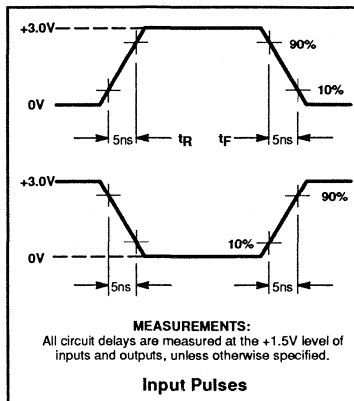 +3.0V
90%
10%
0V
5ns tR tF 5ns
+3.0V
90%
10%
0V
5ns 5ns
MEASUREMENTS:
All circuit delays are measured at the +1.5V level of
inputs and outputs, unless otherwise specified.
Input Pulses